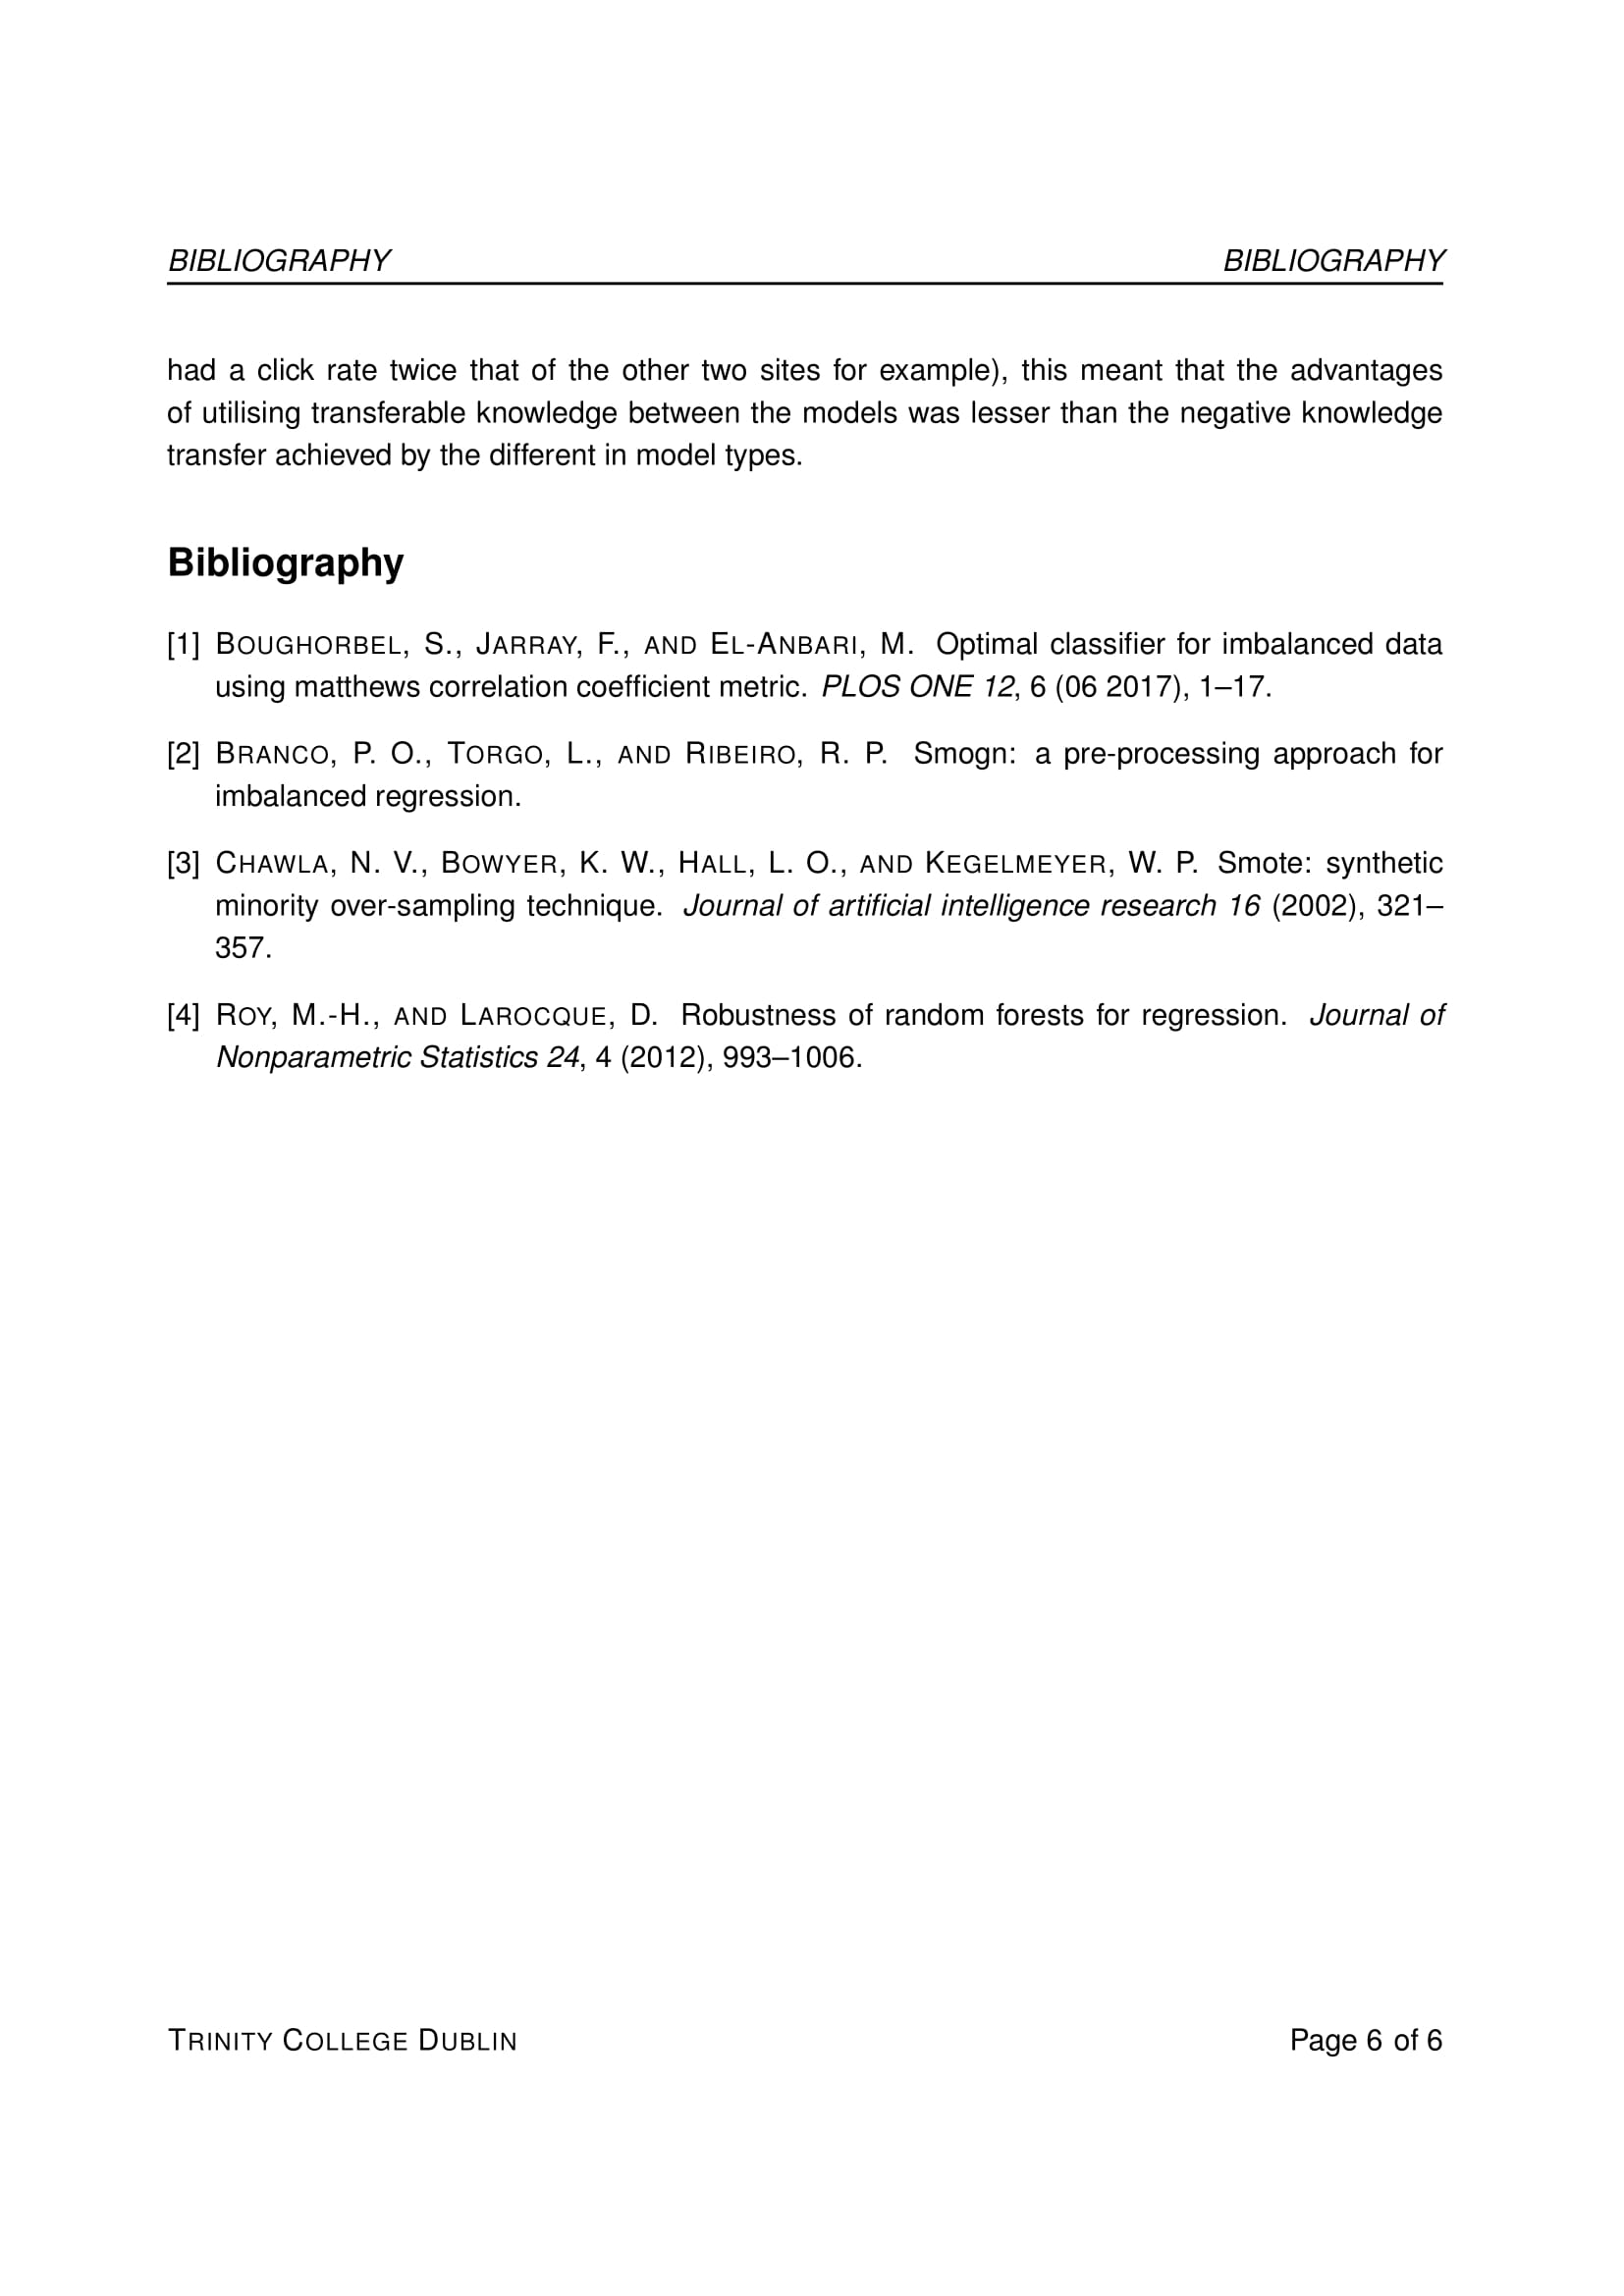 BIBLIOGRAPHY BIBLIOGRAPHY
had a click rate twice that of the other two sites for example), this meant that the advantages
of utilising transferable knowledge between the models was lesser than the negative knowledge
transfer achieved by the different in model types.
Bibliography
[1] BOUGHORBEL, S., JARRAY, F., AND EL-ANBARI, M. Optimal classifier for imbalanced data
using matthews correlation coefficient metric. PLOS ONE 12, 6 (06 2017), 1–17.
[2] BRANCO, P. O., TORGO, L., AND RIBEIRO, R. P. Smogn: a pre-processing approach for
imbalanced regression.
[3] CHAWLA, N. V., BOWYER, K. W., HALL, L. O., AND KEGELMEYER, W. P. Smote: synthetic
minority over-sampling technique. Journal of artificial intelligence research 16 (2002), 321–
357.
[4] ROY, M.-H., AND LAROCQUE, D. Robustness of random forests for regression. Journal of
Nonparametric Statistics 24, 4 (2012), 993–1006.
TRINITY COLLEGE DUBLIN Page 6 of 6